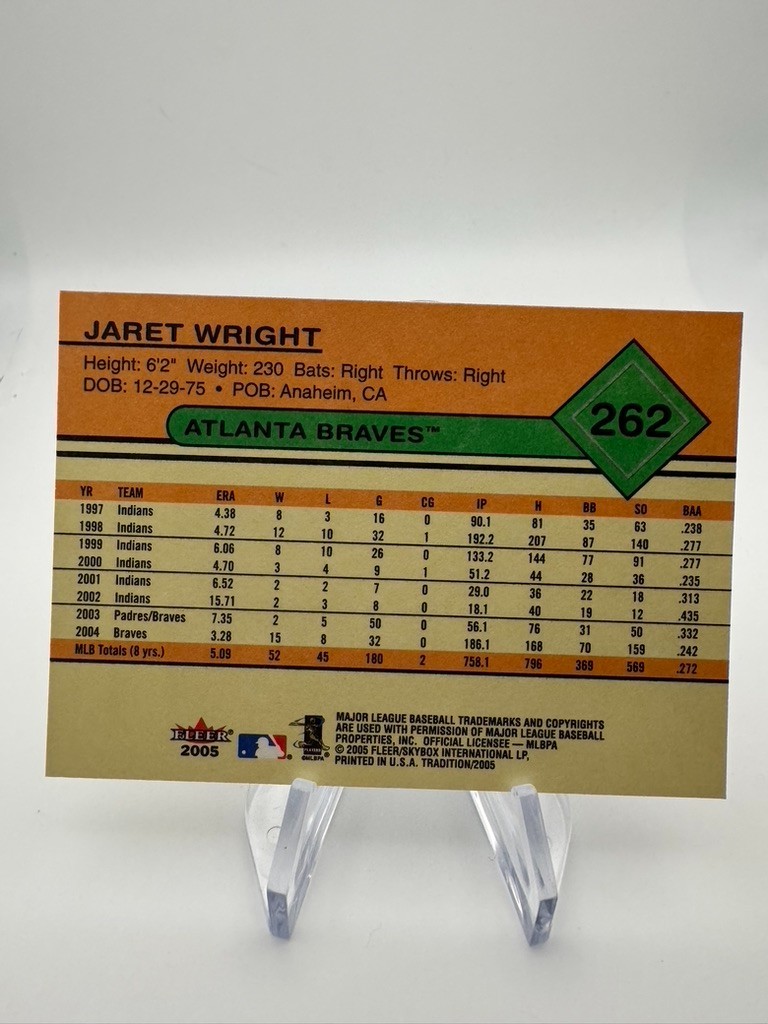 JARET WRIGHT
Height: 6'2" Weight: 230 Bats: Right Throws: Right
DOB: 12-29-75 • POB: Anaheim, CA
262
ATLANTA BRAVES™
YR TEAM ERA W L G CG IP H BB SO BAA
1997 Indians 4.38 8 3 16 0 90.1 81 35 63 .238
1998 Indians 4.72 12 10 32 1 192.2 207 87 140 .277
1999 Indians 6.06 8 10 26 0 133.2 144 77 91 .277
2000 Indians 4.70 3 4 9 1 51.2 44 28 36 .235
2001 Indians 6.52 2 2 7 0 29.0 36 22 18 .313
2002 Indians 15.71 2 3 8 0 18.1 40 19 12 .435
2003 Padres/Braves 7.35 2 5 50 0 56.1 76 31 50 .332
2004 Braves 3.28 15 8 32 0 186.1 168 70 159 .242
MLB Totals (8 yrs.) 5.09 52 45 180 2 758.1 796 369 569 .272
FLEER®
2005
®
©MLBPA
MAJOR LEAGUE BASEBALL TRADEMARKS AND COPYRIGHTS
ARE USED WITH PERMISSION OF MAJOR LEAGUE BASEBALL
PROPERTIES, INC. OFFICIAL LICENSEE — MLBPA
© 2005 FLEER/SKYBOX INTERNATIONAL LP,
PRINTED IN U.S.A. TRADITION/2005